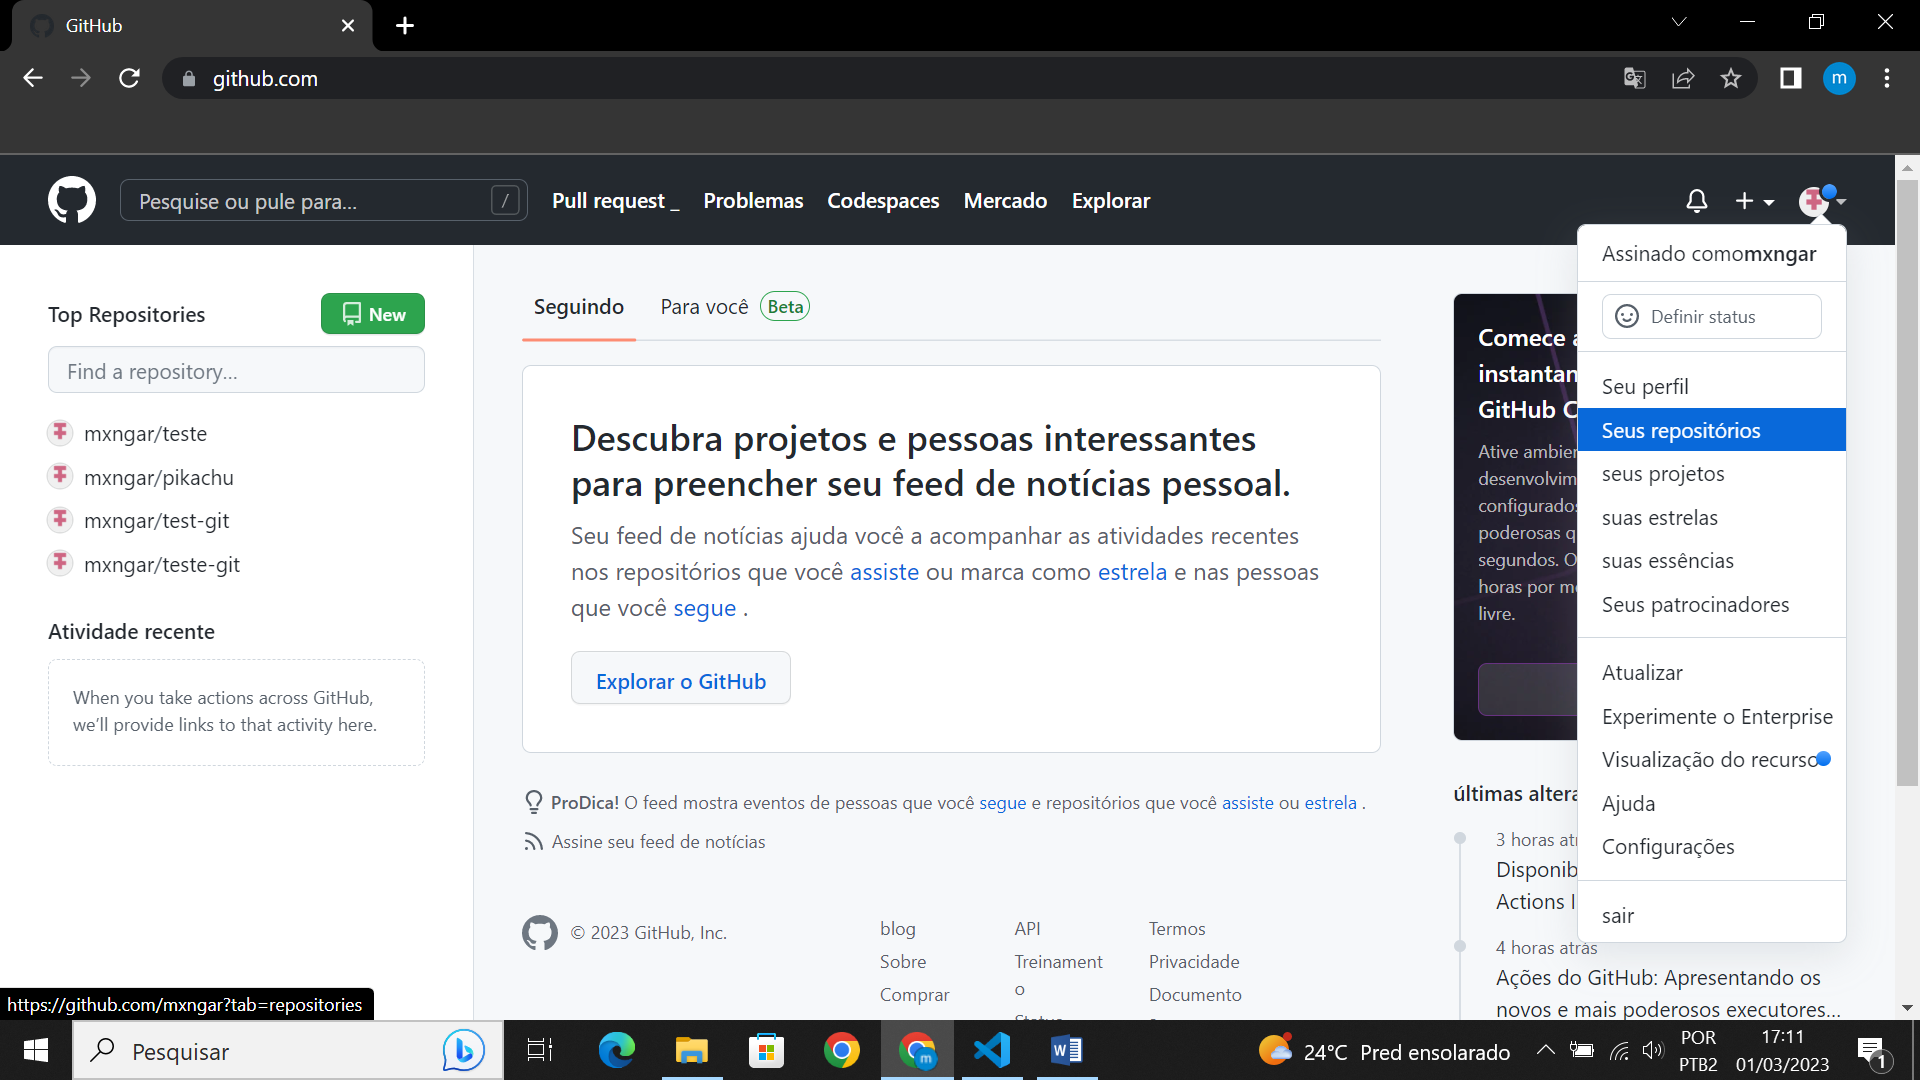 GitHub
github.com
m
Pesquise ou pule para...
/
Pull request _
Problemas
Codespaces
Mercado
Explorar
Top Repositories
New
Find a repository...
mxngar/teste
mxngar/pikachu
mxngar/test-git
mxngar/teste-git
Atividade recente
When you take actions across GitHub,
we'll provide links to that activity here.
Seguindo
Para você
Beta
Descubra projetos e pessoas interessantes
para preencher seu feed de notícias pessoal.
Seu feed de notícias ajuda você a acompanhar as atividades recentes
nos repositórios que você assiste ou marca como estrela e nas pessoas
que você segue .
Explorar o GitHub
ProDica! O feed mostra eventos de pessoas que você segue e repositórios que você assiste ou estrela .
Assine seu feed de notícias
© 2023 GitHub, Inc.
blog
Sobre
Comprar
API
Treinament
o
Status
Termos
Privacidade
Documento
Comece
instantan
GitHub C
Ative ambien
desenvolvim
configurados
poderosas q
segundos. O
horas por m
livre.
últimas altera
3 horas atr
Disponib
Actions I
4 horas atrás
Ações do GitHub: Apresentando os
novos e mais poderosos executores...
Assinado comomxngar
Definir status
Seu perfil
Seus repositórios
seus projetos
suas estrelas
suas essências
Seus patrocinadores
Atualizar
Experimente o Enterprise
Visualização do recurso
Ajuda
Configurações
sair
https://github.com/mxngar?tab=repositories
Pesquisar
m
24°C Pred ensolarado
POR
PTB2
17:11
01/03/2023
1